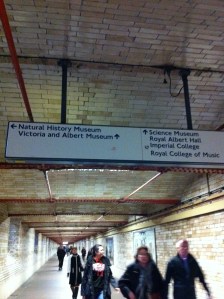 ← Natural History Museum
Victoria and Albert Museum ↑
↑ Science Museum
Royal Albert Hall
Imperial College
Royal College of Music